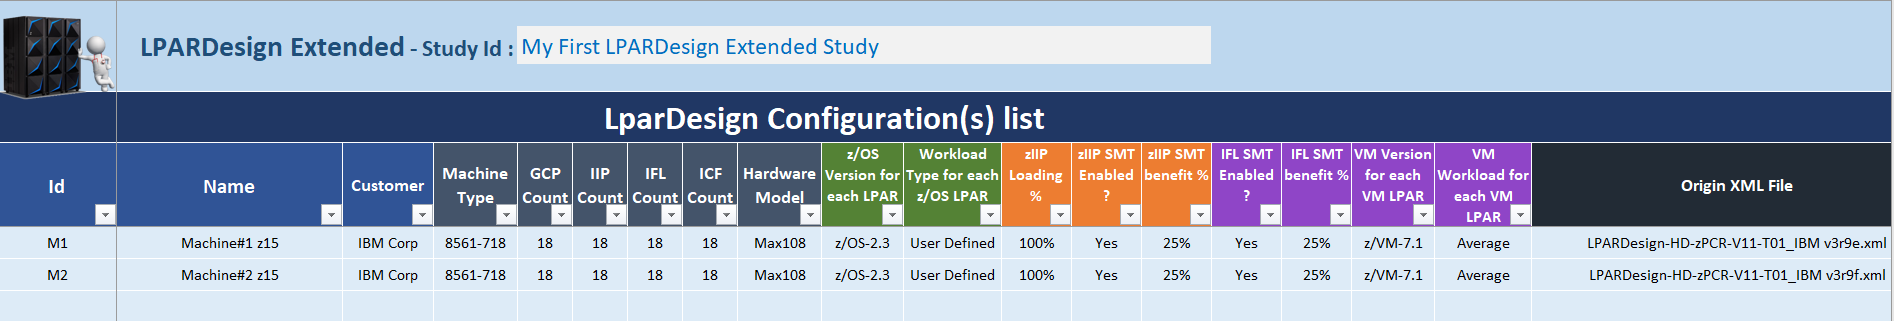 LPARDesign Extended - Study Id : My First LPARDesign Extended Study
LparDesign Configuration(s) list
Id
Name
Customer
Machine
Type
GCP
Count
IIP
Count
IFL
Count
ICF
Count
Hardware
Model
z/OS
Version for
each LPAR
Workload
Type for each
z/OS LPAR
zIIP
Loading
%
zIIP SMT
Enabled
?
zIIP SMT
benefit %
IFL SMT
Enabled
?
IFL SMT
benefit %
VM Version
for each
VM LPAR
VM
Workload for
each VM
LPAR
Origin XML File
M1 Machine#1 z15 IBM Corp 8561-718 18 18 18 18 Max108 z/OS-2.3 User Defined 100% Yes 25% Yes 25% z/VM-7.1 Average LPARDesign-HD-zPCR-V11-T01_IBM v3r9e.xml
M2 Machine#2 z15 IBM Corp 8561-718 18 18 18 18 Max108 z/OS-2.3 User Defined 100% Yes 25% Yes 25% z/VM-7.1 Average LPARDesign-HD-zPCR-V11-T01_IBM v3r9f.xml